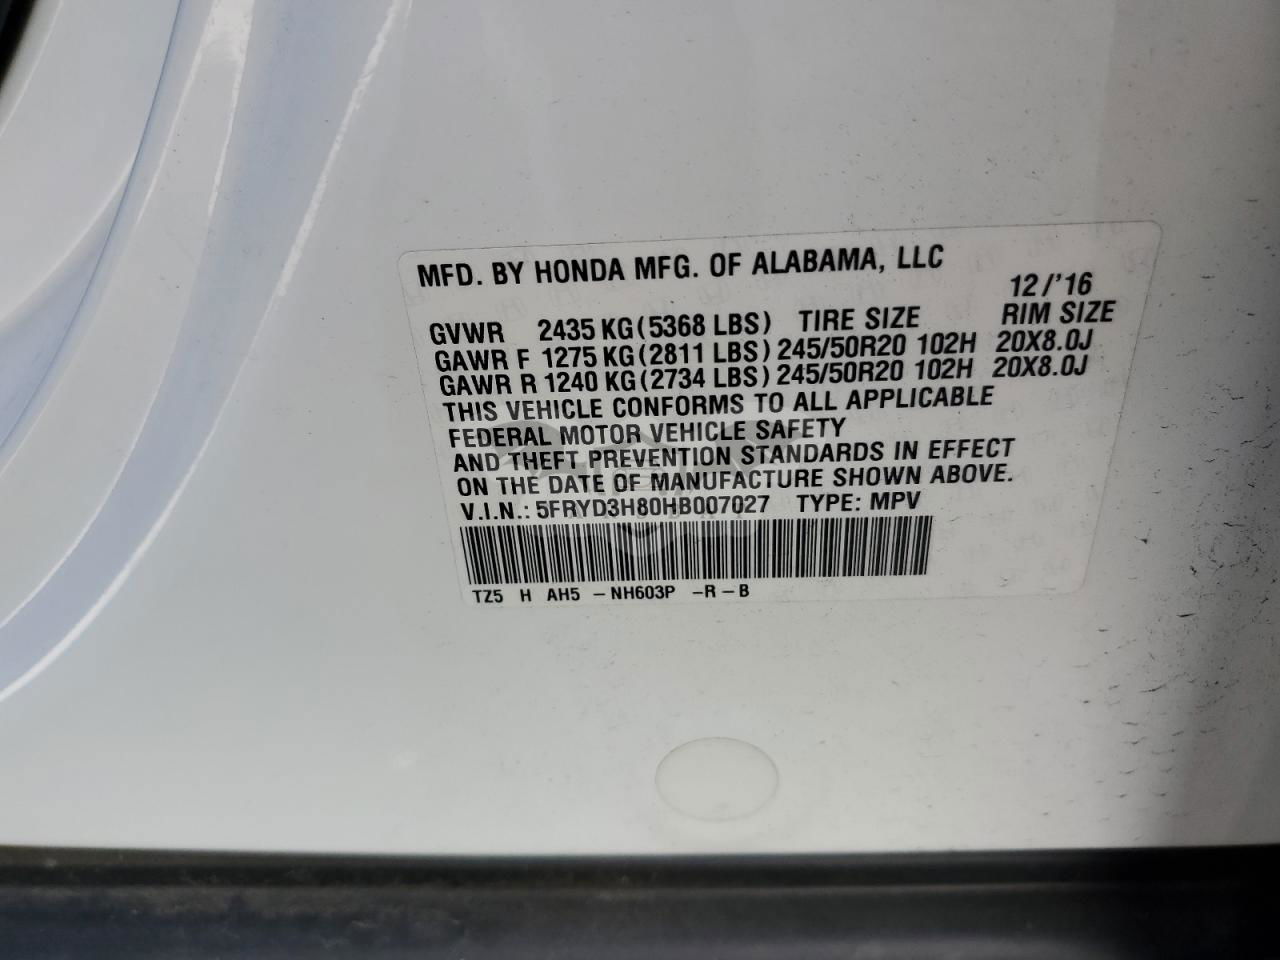 MFD. BY HONDA MFG. OF ALABAMA, LLC
12/'16
GVWR 2435 KG(5368 LBS) TIRE SIZE RIM SIZE
GAWR F 1275 KG(2811 LBS) 245/50R20 102H 20X8.0J
GAWR R 1240 KG(2734 LBS) 245/50R20 102H 20X8.0J
THIS VEHICLE CONFORMS TO ALL APPLICABLE
FEDERAL MOTOR VEHICLE SAFETY
AND THEFT PREVENTION STANDARDS IN EFFECT
ON THE DATE OF MANUFACTURE SHOWN ABOVE.
V.I.N.: 5FRYD3H80HB007027 TYPE: MPV
TZ5 H AH5 -NH603P -R-B